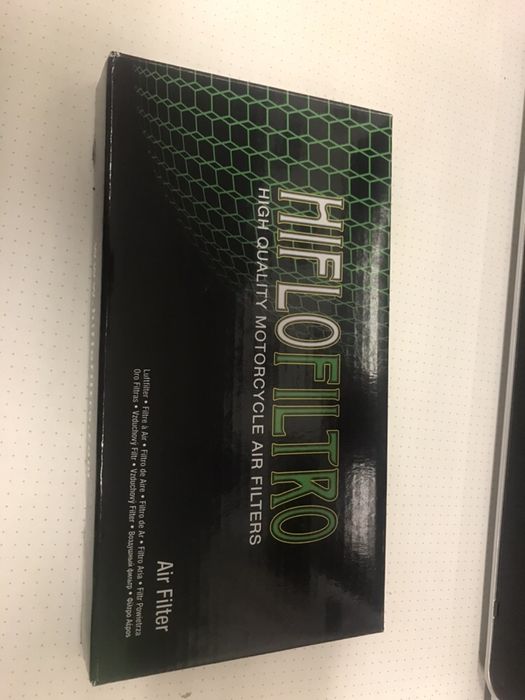 HIFLOFILTRO
HIGH QUALITY MOTORCYCLE AIR FILTERS
Air Filter
Luftfilter • Filtre à Air • Filtro de Aire • Filtro de Ar • Filtro Aria • Filtr Powietrza
Oro Filtras • Vzduchový Filtr • Vzduchový Filter • Воздушный фильтр • Φίλτρο Αέρος